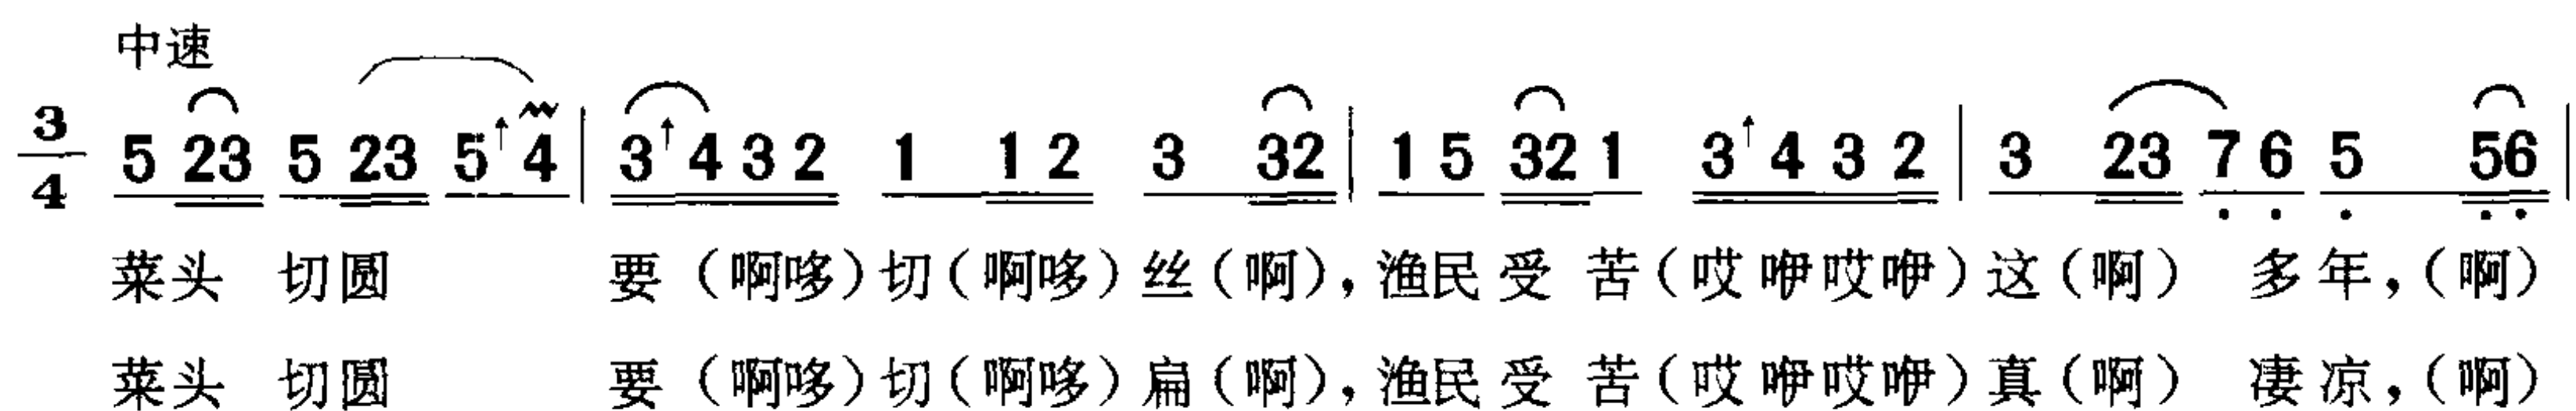 中速
3/4 5 23 5 23 5↑4 | 3↑4 3 2 1 1 2 3 32 | 1 5 32 1 3↑4 3 2 | 3 23 7 6 5 56 |
菜头 切圆 要(啊哆)切(啊哆)丝(啊),渔民受 苦(哎咿哎咿)这(啊) 多年,(啊)
菜头 切圆 要(啊哆)切(啊哆)扁(啊),渔民受 苦(哎咿哎咿)真(啊) 凄凉,(啊)